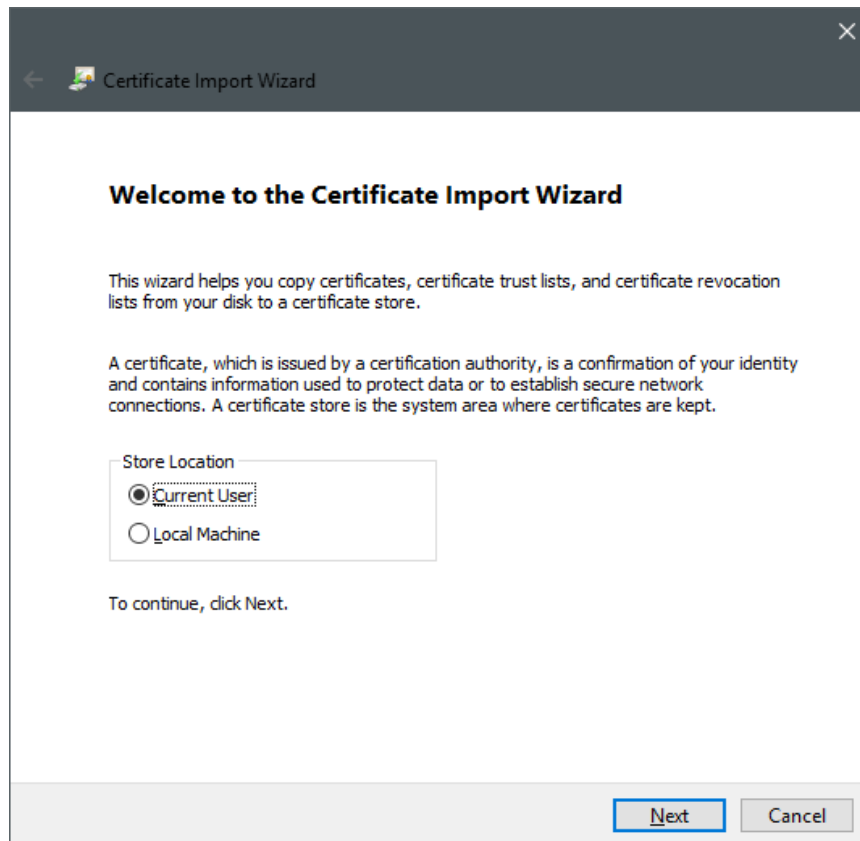 Certificate Import Wizard
Welcome to the Certificate Import Wizard
This wizard helps you copy certificates, certificate trust lists, and certificate revocation
lists from your disk to a certificate store.
A certificate, which is issued by a certification authority, is a confirmation of your identity
and contains information used to protect data or to establish secure network
connections. A certificate store is the system area where certificates are kept.
Store Location
Current User
Local Machine
To continue, click Next.
Next Cancel